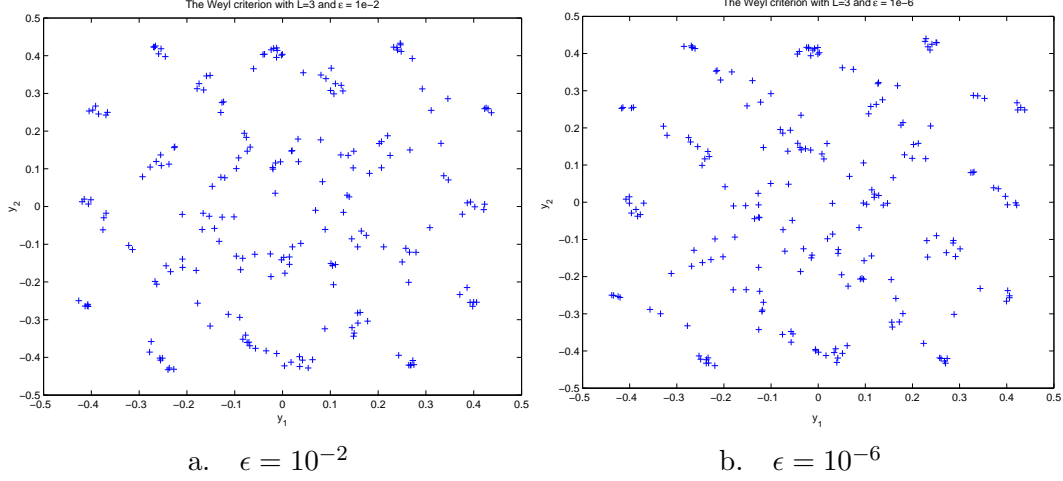 The Weyl criterion with L=3 and ε = 1e−2
0.5
0.4
0.3
0.2
0.1
0
−0.1
−0.2
−0.3
−0.4
−0.5
y_2
−0.5 −0.4 −0.3 −0.2 −0.1 0 0.1 0.2 0.3 0.4 0.5
y_1
a. ϵ = 10^{−2}
The Weyl criterion with L=3 and ε = 1e−6
0.5
0.4
0.3
0.2
0.1
0
−0.1
−0.2
−0.3
−0.4
−0.5
y_2
−0.5 −0.4 −0.3 −0.2 −0.1 0 0.1 0.2 0.3 0.4 0.5
y_1
b. ϵ = 10^{−6}